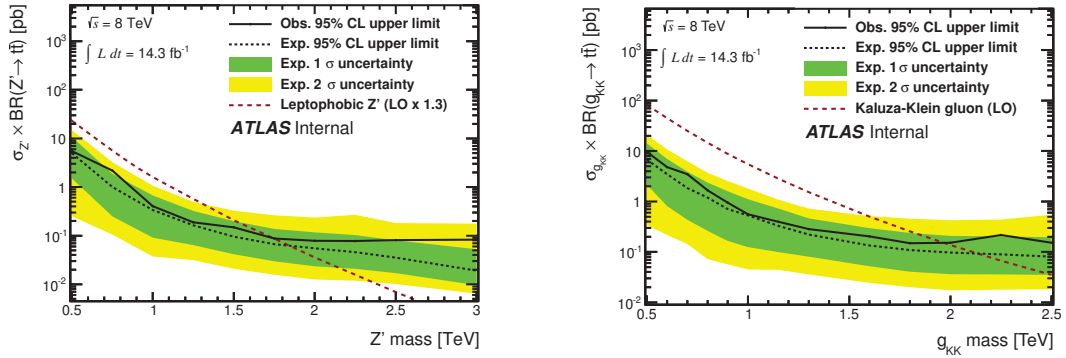 σ_Z' × BR(Z'→ tt̄) [pb]
10³
10²
10
1
10⁻¹
10⁻²
√s = 8 TeV
∫ L dt = 14.3 fb⁻¹
Obs. 95% CL upper limit
Exp. 95% CL upper limit
Exp. 1 σ uncertainty
Exp. 2 σ uncertainty
Leptophobic Z' (LO x 1.3)
ATLAS Internal
0.5 1 1.5 2 2.5 3
Z' mass [TeV]
σ_gKK × BR(g_KK→ tt̄) [pb]
10³
10²
10
1
10⁻¹
10⁻²
√s = 8 TeV
∫ L dt = 14.3 fb⁻¹
Obs. 95% CL upper limit
Exp. 95% CL upper limit
Exp. 1 σ uncertainty
Exp. 2 σ uncertainty
Kaluza-Klein gluon (LO)
ATLAS Internal
0.5 1 1.5 2 2.5
g_KK mass [TeV]